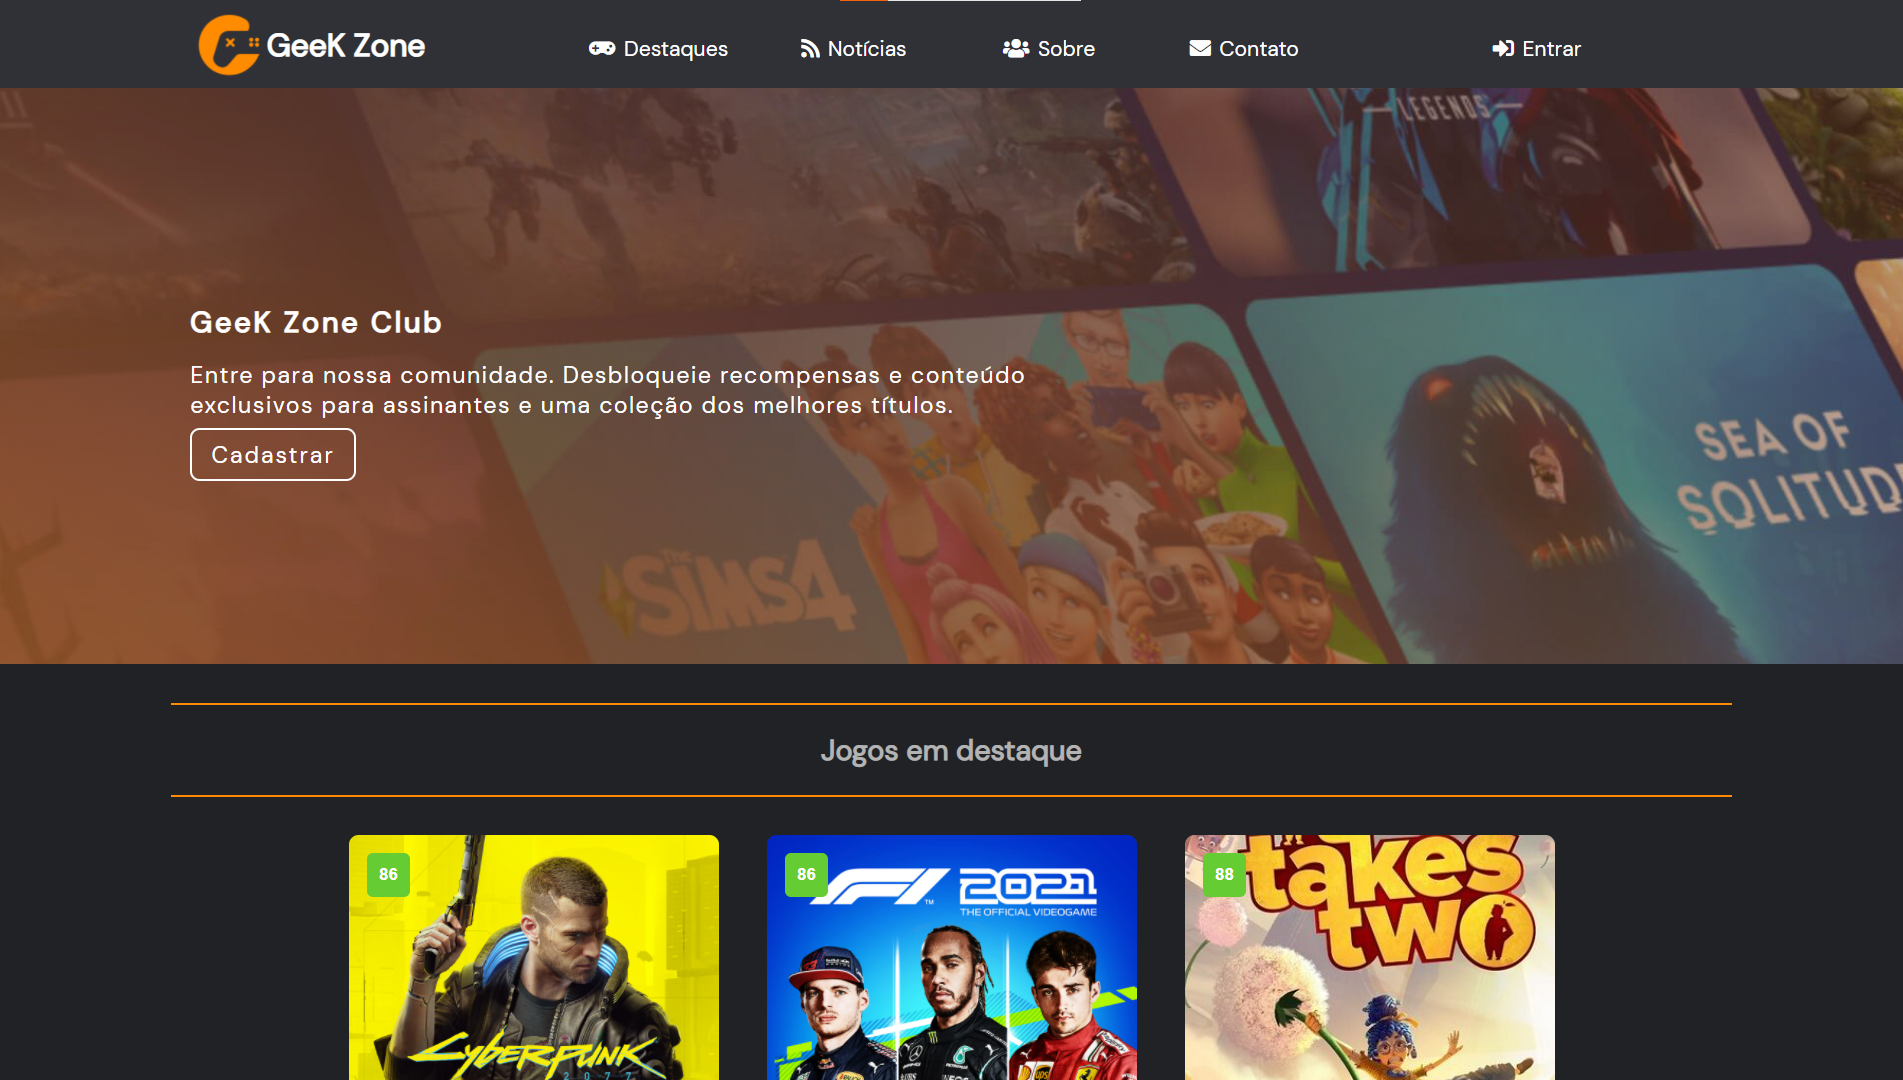 GeeK Zone
Destaques
Notícias
Sobre
Contato
Entrar
LEGENDS
GeeK Zone Club
Entre para nossa comunidade. Desbloqueie recompensas e conteúdo
exclusivos para assinantes e uma coleção dos melhores títulos.
Cadastrar
THE
SIMS4
SEA OF
SOLITUD
Jogos em destaque
86
86
F1 2021
™
THE OFFICIAL VIDEOGAME
88
takes
two
CYBERPUNK
2077